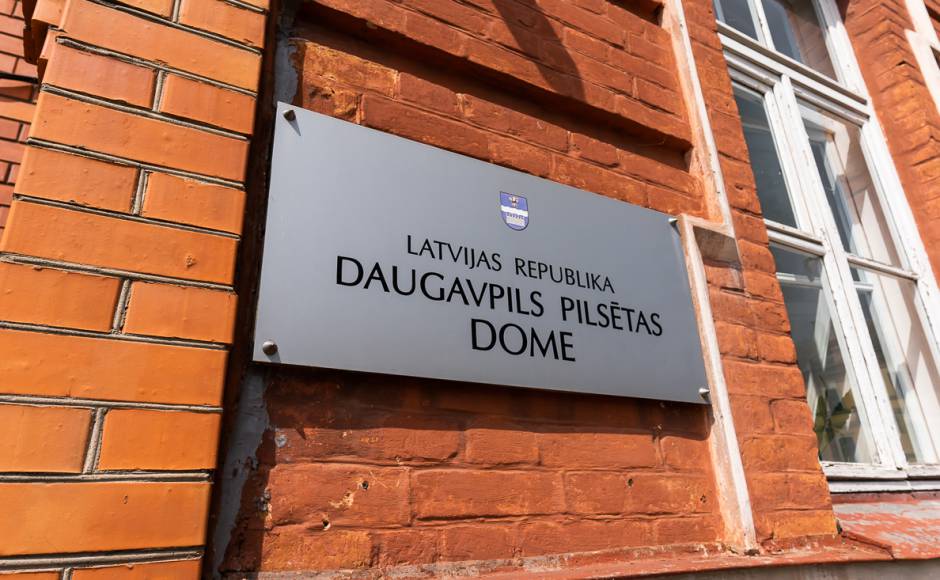 LATVIJAS REPUBLIKA
DAUGAVPILS PILSĒTAS
DOME